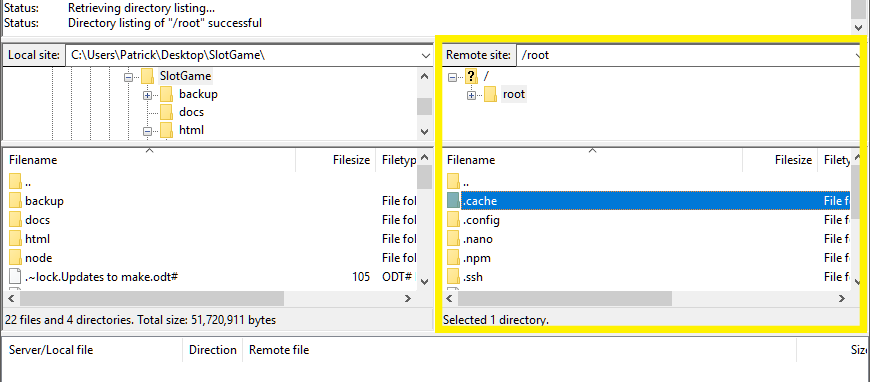 Status: Retrieving directory listing...
Status: Directory listing of "/root" successful
Local site: C:\Users\Patrick\Desktop\SlotGame\
SlotGame
backup
docs
html
Filename Filesize Filetyp
..
backup File fol
docs File fol
html File fol
node File fol
.~lock.Updates to make.odt# 105 ODT#
22 files and 4 directories. Total size: 51,720,911 bytes
Remote site: /root
? /
root
Filename Filesize Filety
..
.cache File f
.config File f
.nano File f
.npm File f
.ssh File f
Selected 1 directory.
Server/Local file Direction Remote file Size